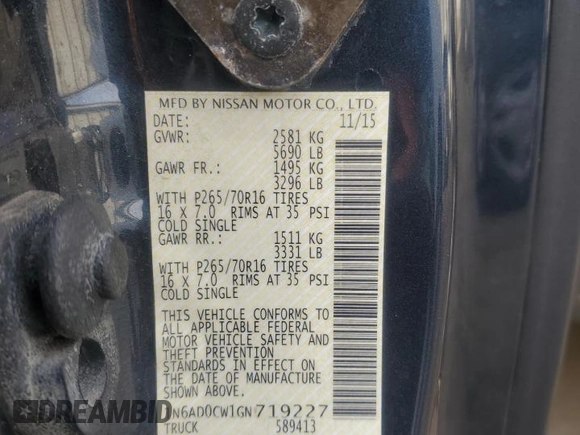 MFD BY NISSAN MOTOR CO., LTD.
DATE: 11/15
GVWR: 2581 KG
5690 LB
GAWR FR.: 1495 KG
3296 LB
WITH P265/70R16 TIRES
16 X 7.0 RIMS AT 35 PSI
COLD SINGLE
GAWR RR.: 1511 KG
3331 LB
WITH P265/70R16 TIRES
16 X 7.0 RIMS AT 35 PSI
COLD SINGLE
THIS VEHICLE CONFORMS TO
ALL APPLICABLE FEDERAL
MOTOR VEHICLE SAFETY AND
THEFT PREVENTION
STANDARDS IN EFFECT ON
THE DATE OF MANUFACTURE
SHOWN ABOVE.
N6AD0CW1GN719227
TRUCK 589413
AUTOBIDMASTER